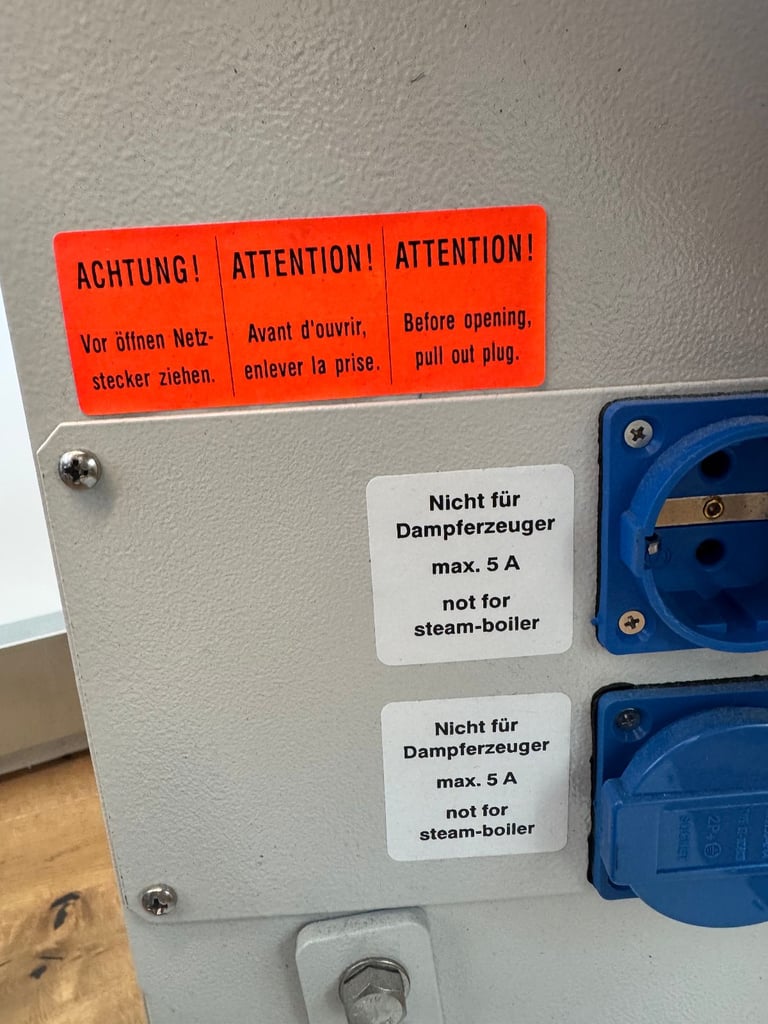 ACHTUNG!
Vor öffnen Netz-
stecker ziehen.
ATTENTION!
Avant d'ouvrir,
enlever la prise.
ATTENTION!
Before opening,
pull out plug.
Nicht für
Dampferzeuger
max. 5 A
not for
steam-boiler
Nicht für
Dampferzeuger
max. 5 A
not for
steam-boiler